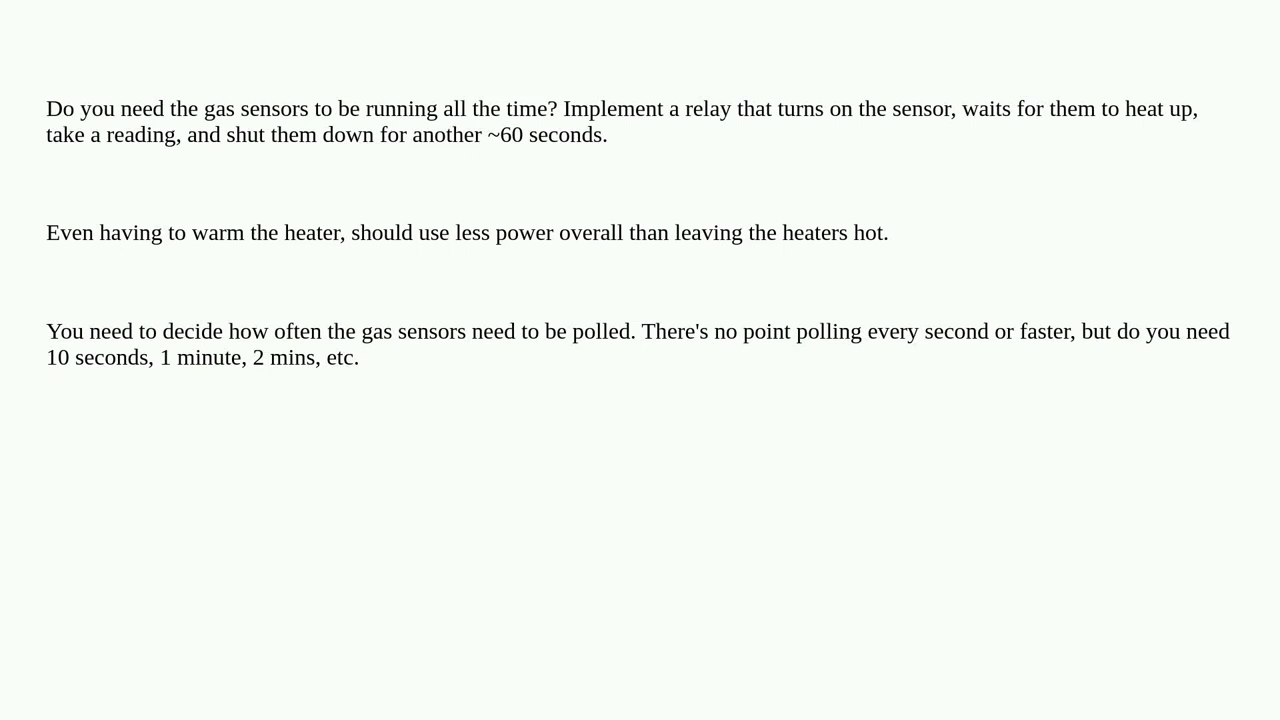 Do you need the gas sensors to be running all the time? Implement a relay that turns on the sensor, waits for them to heat up,
take a reading, and shut them down for another ~60 seconds.
Even having to warm the heater, should use less power overall than leaving the heaters hot.
You need to decide how often the gas sensors need to be polled. There's no point polling every second or faster, but do you need
10 seconds, 1 minute, 2 mins, etc.